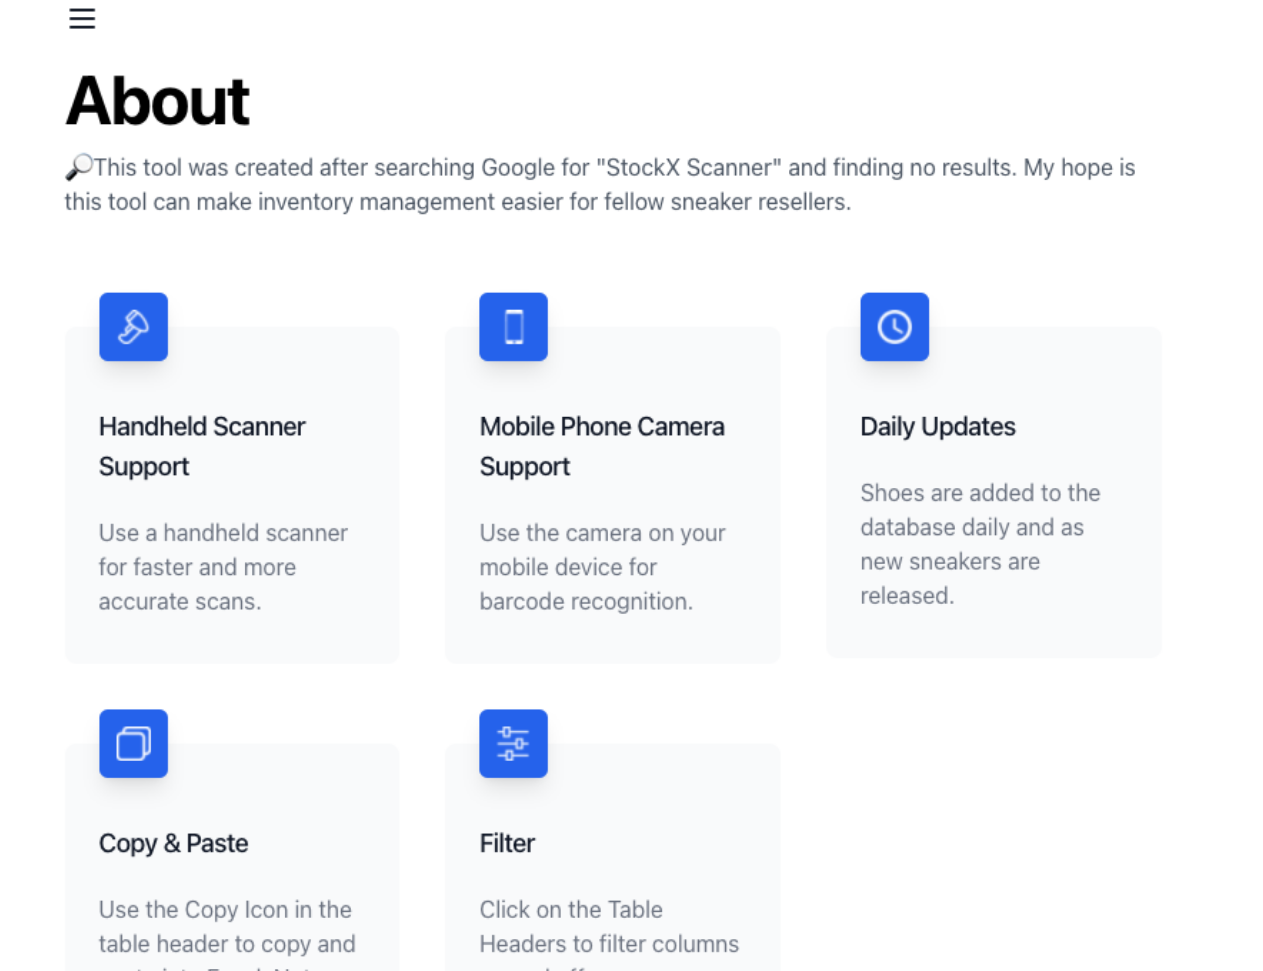 About
🔎This tool was created after searching Google for "StockX Scanner" and finding no results. My hope is
this tool can make inventory management easier for fellow sneaker resellers.
Handheld Scanner
Support
Use a handheld scanner
for faster and more
accurate scans.
Mobile Phone Camera
Support
Use the camera on your
mobile device for
barcode recognition.
Daily Updates
Shoes are added to the
database daily and as
new sneakers are
released.
Copy & Paste
Use the Copy Icon in the
table header to copy and
Filter
Click on the Table
Headers to filter columns